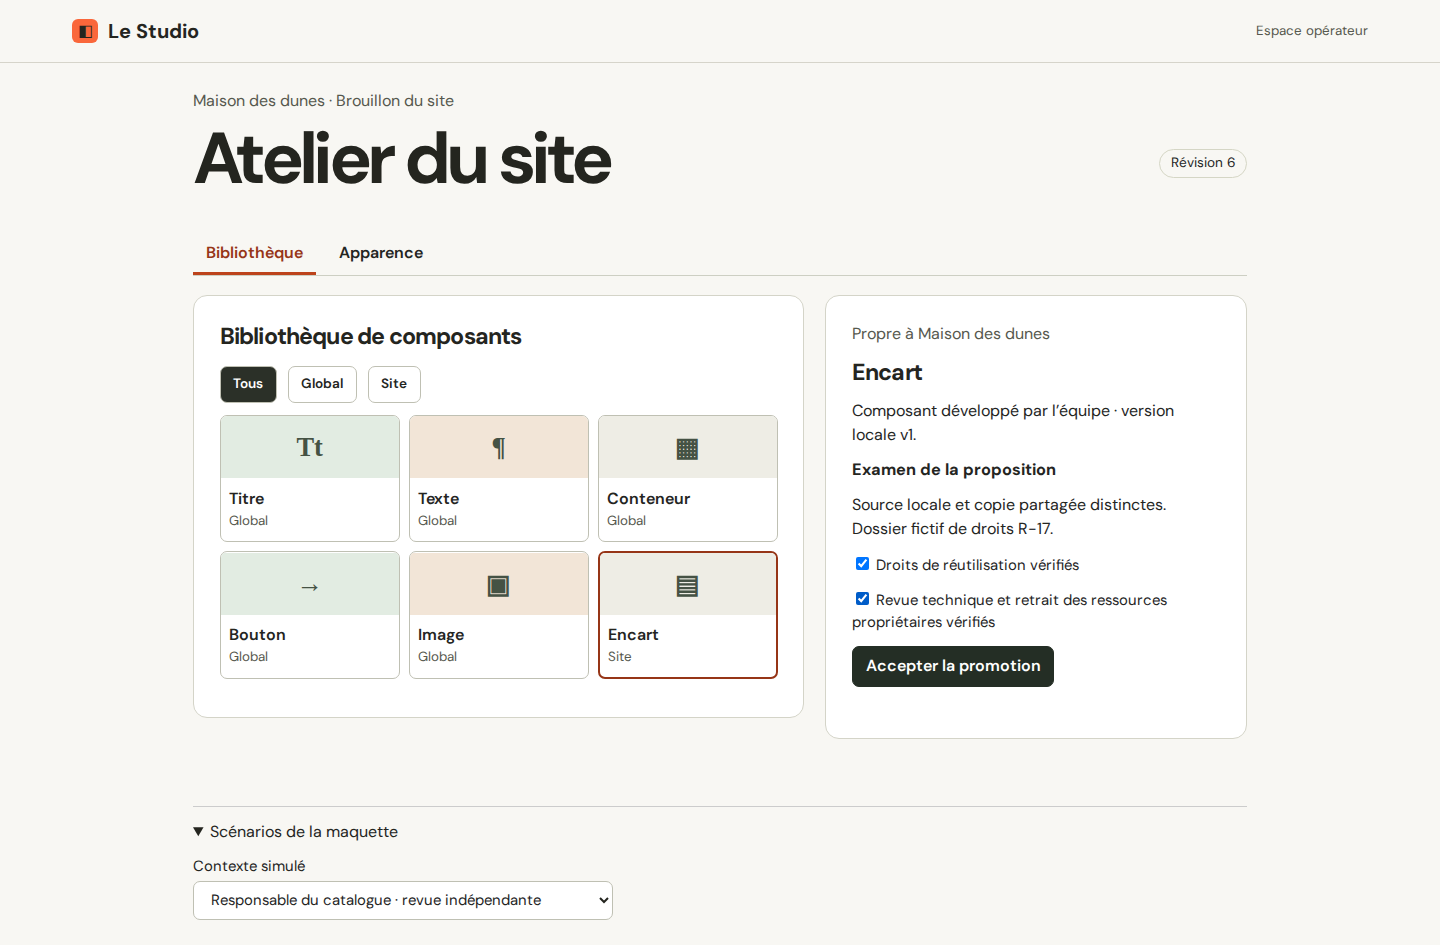 Le Studio
Espace opérateur
Maison des dunes · Brouillon du site
Atelier du site
Révision 6
Bibliothèque
Apparence
Bibliothèque de composants
Tous
Global
Site
Tt
¶
Titre
Global
Texte
Global
Conteneur
Global
→
Bouton
Global
Image
Global
Encart
Site
Propre à Maison des dunes
Encart
Composant développé par l’équipe · version
locale v1.
Examen de la proposition
Source locale et copie partagée distinctes.
Dossier fictif de droits R-17.
Droits de réutilisation vérifiés
Revue technique et retrait des ressources
propriétaires vérifiés
Accepter la promotion
Scénarios de la maquette
Contexte simulé
Responsable du catalogue · revue indépendante